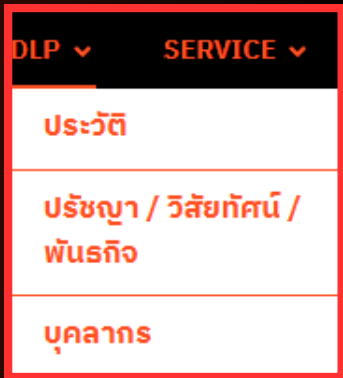 DLP SERVICE
ประวัติ
ปรัชญา / วิสัยทัศน์ /
พันธกิจ
บุคลากร